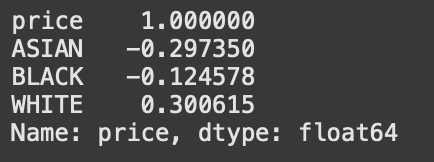 price    1.000000
ASIAN   -0.297350
BLACK   -0.124578
WHITE    0.300615
Name: price, dtype: float64